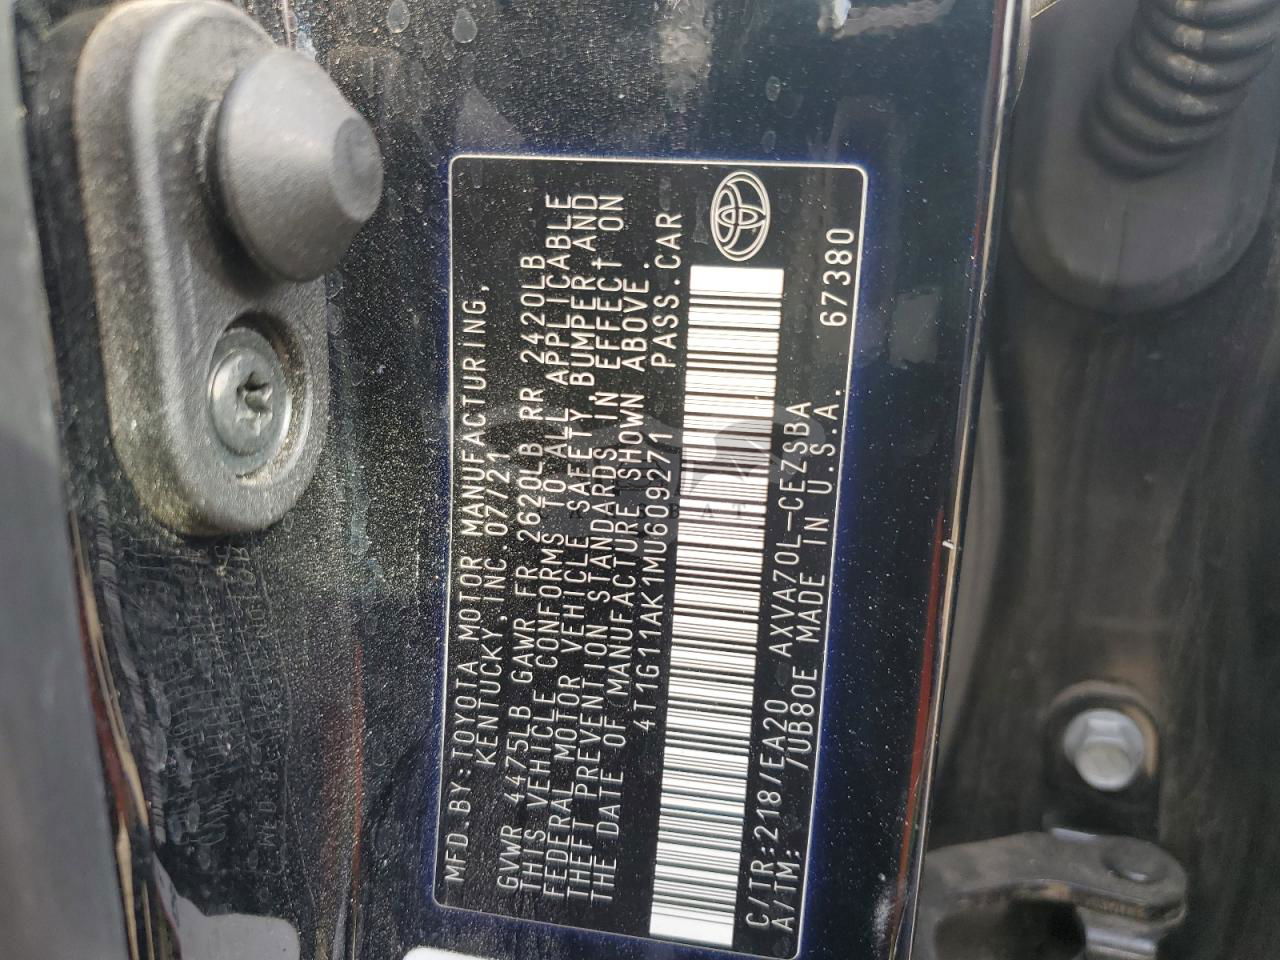 MFD.BY:TOYOTA MOTOR MANUFACTURING,
KENTUCKY,INC. 07/21
GVWR 4475LB GAWR FR 2620LB RR 2420LB
THIS VEHICLE CONFORMS TO ALL APPLICABLE
FEDERAL MOTOR VEHICLE SAFETY,BUMPER AND
THEFT PREVENTION STANDARDS IN EFFECT ON
THE DATE OF MANUFACTURE SHOWN ABOVE.
4T1G11AK1MU609271 PASS.CAR
C/TR:218/EA20 AXVA70L-CEZSBA
A/TM: /UB80E MADE IN U.S.A. 67380